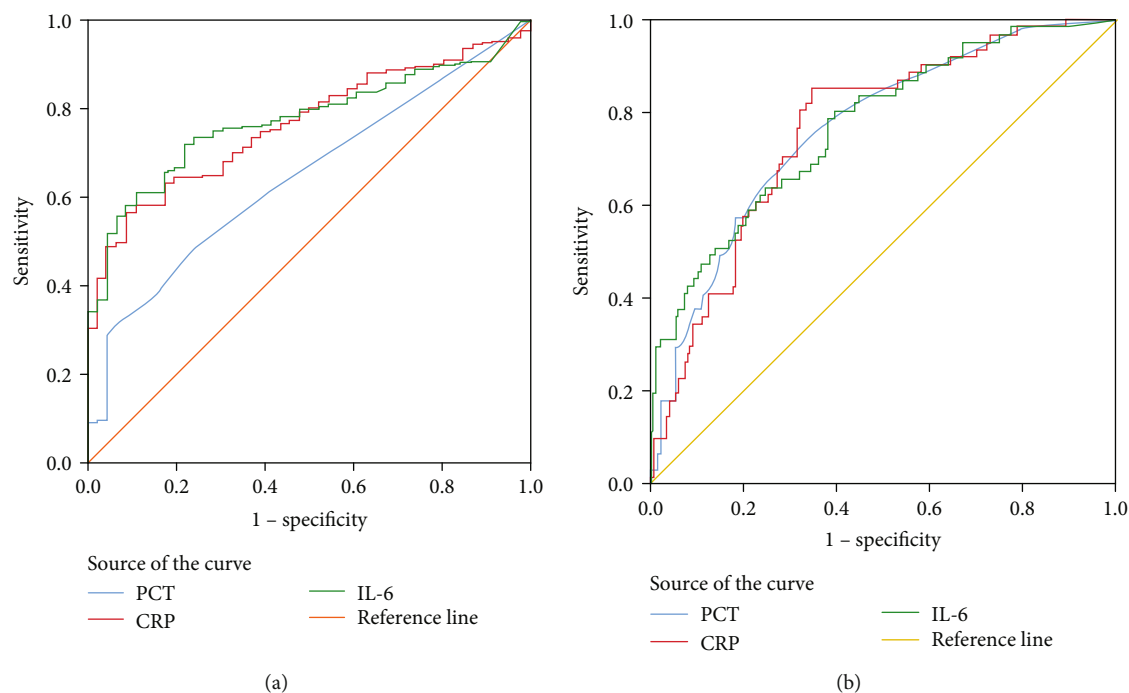 1.0
0.8
0.6
0.4
0.2
0.0
Sensitivity
0.0 0.2 0.4 0.6 0.8 1.0
1 – specificity
Source of the curve
PCT IL-6
CRP Reference line
(a)
1.0
0.8
0.6
0.4
0.2
0.0
Sensitivity
0.0 0.2 0.4 0.6 0.8 1.0
1 – specificity
Source of the curve
PCT IL-6
CRP Reference line
(b)